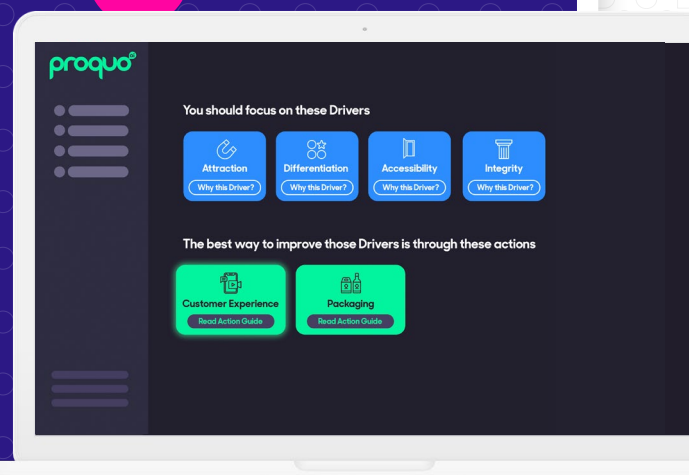 proquo
You should focus on these Drivers
Attraction
Why this Driver?
Differentiation
Why this Driver?
Accessibility
Why this Driver?
Integrity
Why this Driver?
The best way to improve those Drivers is through these actions
Customer Experience
Read Action Guide
Packaging
Read Action Guide